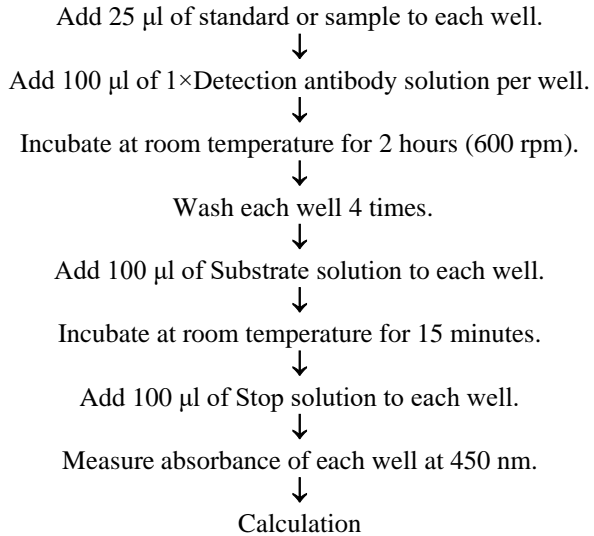 Add 25 μl of standard or sample to each well.
↓
Add 100 μl of 1×Detection antibody solution per well.
↓
Incubate at room temperature for 2 hours (600 rpm).
↓
Wash each well 4 times.
↓
Add 100 μl of Substrate solution to each well.
↓
Incubate at room temperature for 15 minutes.
↓
Add 100 μl of Stop solution to each well.
↓
Measure absorbance of each well at 450 nm.
↓
Calculation